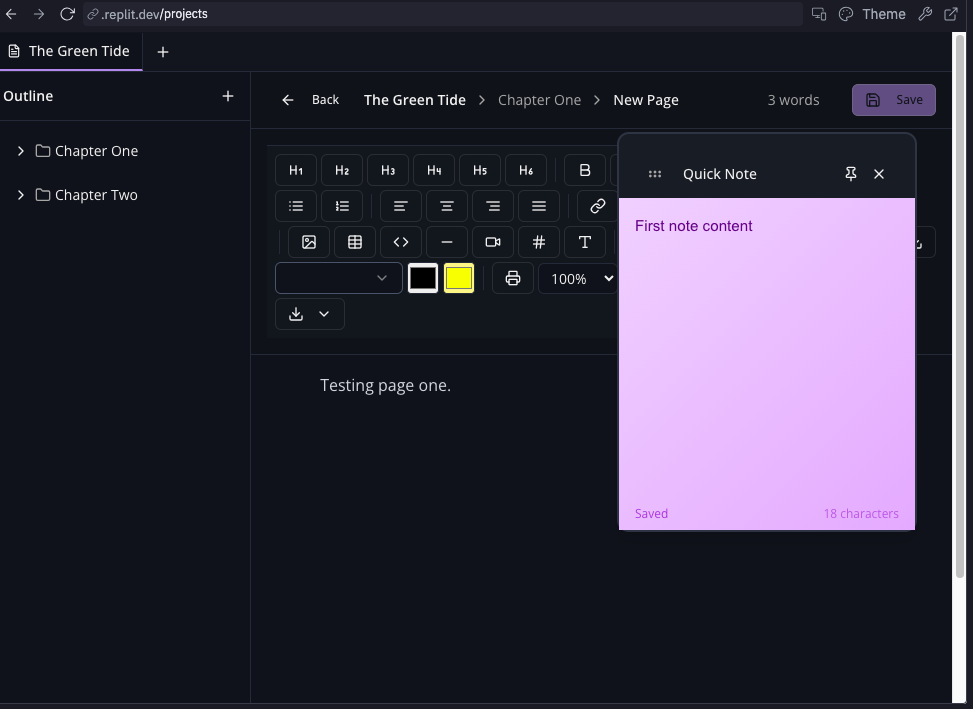 .replit.dev/projects
Theme
The Green Tide
Outline
Back
The Green Tide
Chapter One
New Page
3 words
Save
Chapter One
Chapter Two
H1 H2 H3 H4 H5 H6 B
T
100%
Quick Note
First note content
Saved
18 characters
Testing page one.